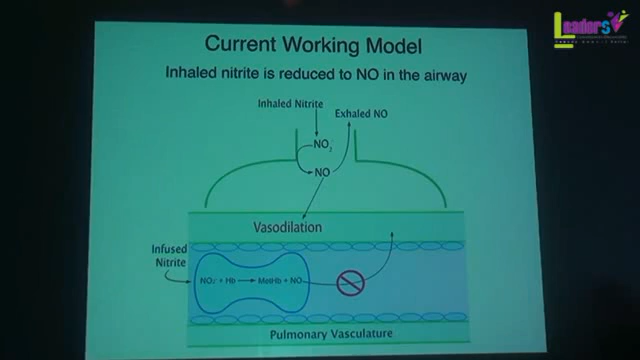 Leaders
Current Working Model
Inhaled nitrite is reduced to NO in the airway
Inhaled Nitrite
Exhaled NO
NO₂⁻
NO
Vasodilation
Infused
Nitrite
NO₂⁻ + Hb → MetHb + NO
Pulmonary Vasculature